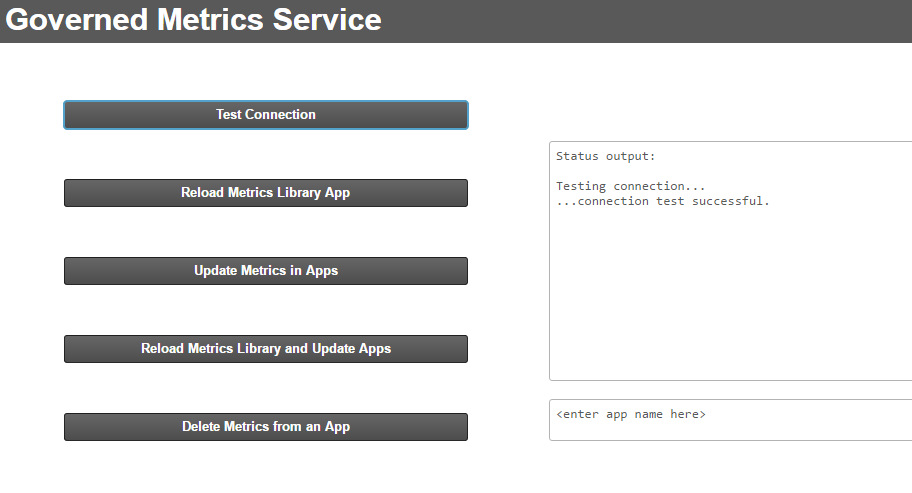 Governed Metrics Service
Test Connection
Reload Metrics Library App
Update Metrics in Apps
Reload Metrics Library and Update Apps
Delete Metrics from an App
Status output:
Testing connection...
...connection test successful.
<enter app name here>